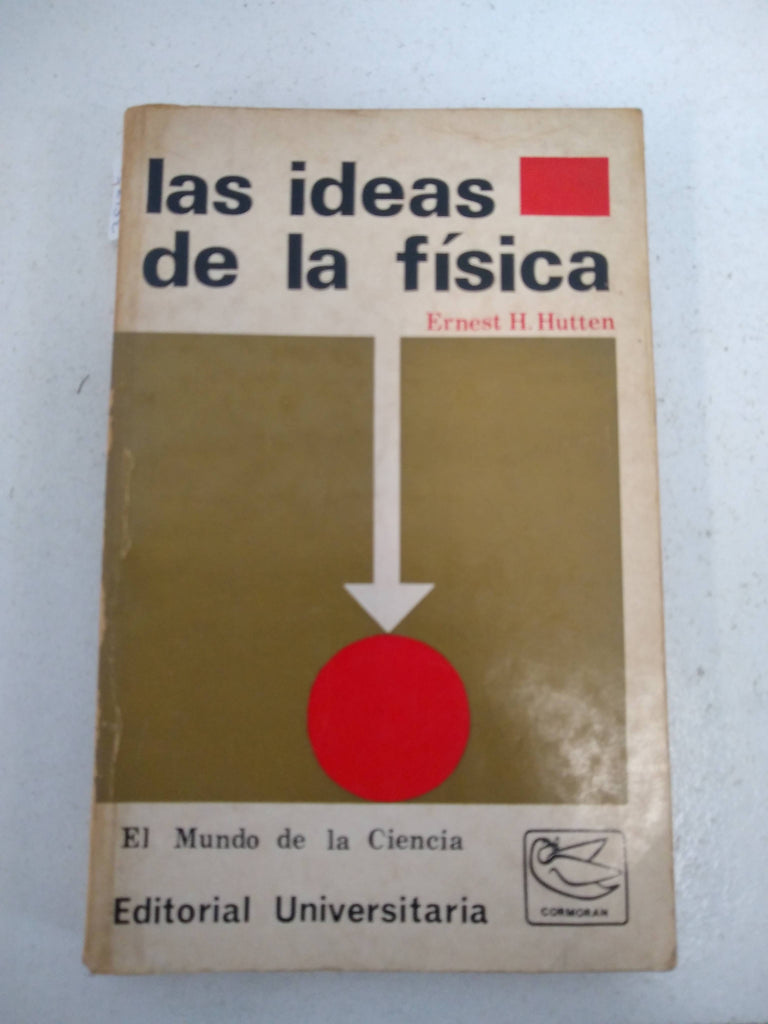 las ideas
de la física
Ernest H. Hutten
El Mundo de la Ciencia
Editorial Universitaria
CORMORAN